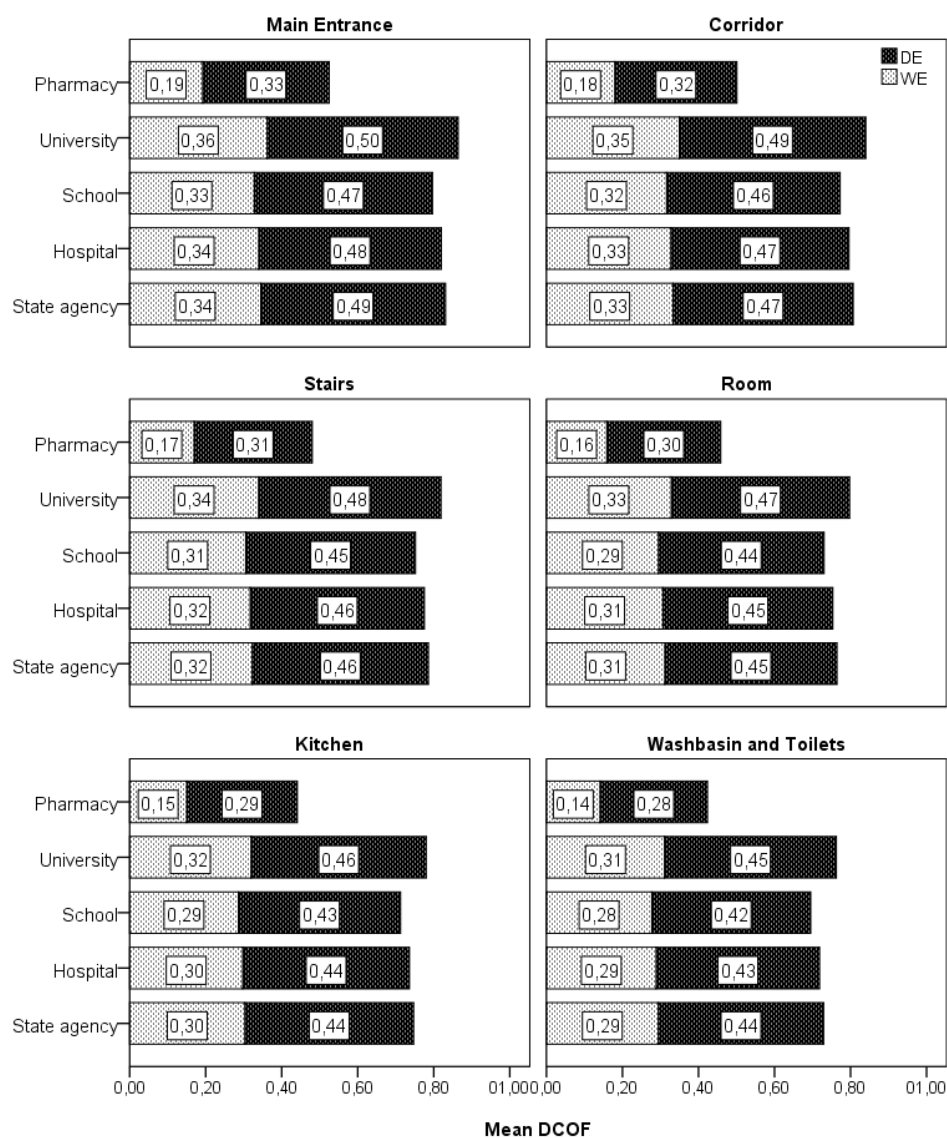 Main Entrance
Corridor
DE
WE
Pharmacy
0,19
0,33
0,18
0,32
University
0,36
0,50
0,35
0,49
School
0,33
0,47
0,32
0,46
Hospital
0,34
0,48
0,33
0,47
State agency
0,34
0,49
0,33
0,47
Stairs
Room
Pharmacy
0,17
0,31
0,16
0,30
University
0,34
0,48
0,33
0,47
School
0,31
0,45
0,29
0,44
Hospital
0,32
0,46
0,31
0,45
State agency
0,32
0,46
0,31
0,45
Kitchen
Washbasin and Toilets
Pharmacy
0,15
0,29
0,14
0,28
University
0,32
0,46
0,31
0,45
School
0,29
0,43
0,28
0,42
Hospital
0,30
0,44
0,29
0,43
State agency
0,30
0,44
0,29
0,44
0,00 0,20 0,40 0,60 0,80 01,00 0,00 0,20 0,40 0,60 0,80 01,00
Mean DCOF